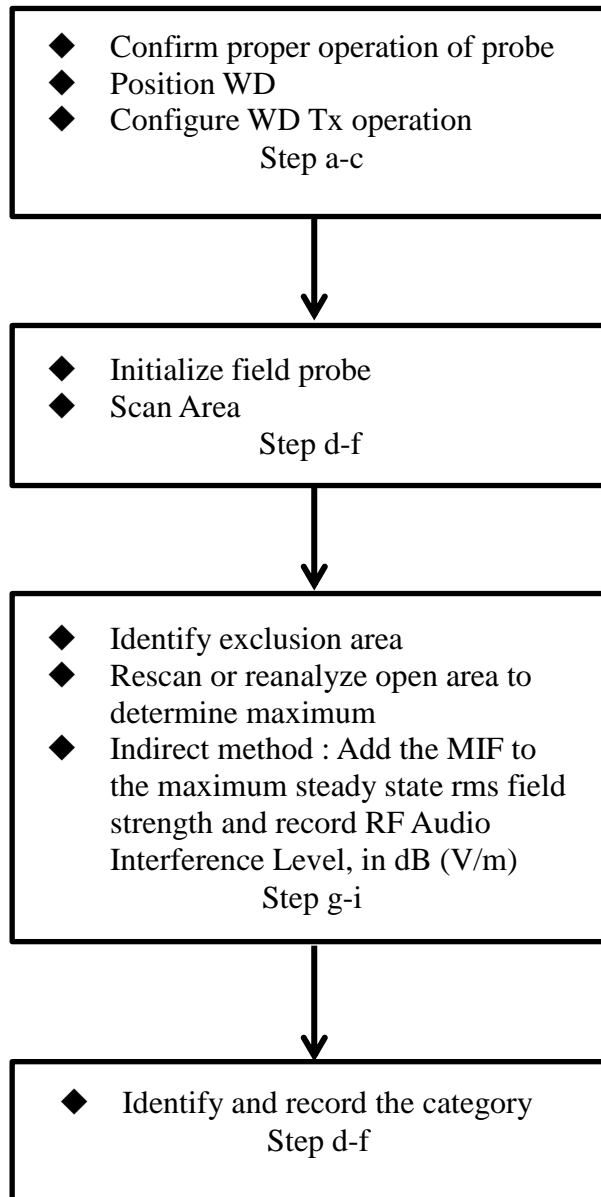 ◆ Confirm proper operation of probe
◆ Position WD
◆ Configure WD Tx operation
Step a-c
◆ Initialize field probe
◆ Scan Area
Step d-f
◆ Identify exclusion area
◆ Rescan or reanalyze open area to
determine maximum
◆ Indirect method : Add the MIF to
the maximum steady state rms field
strength and record RF Audio
Interference Level, in dB (V/m)
Step g-i
◆ Identify and record the category
Step d-f